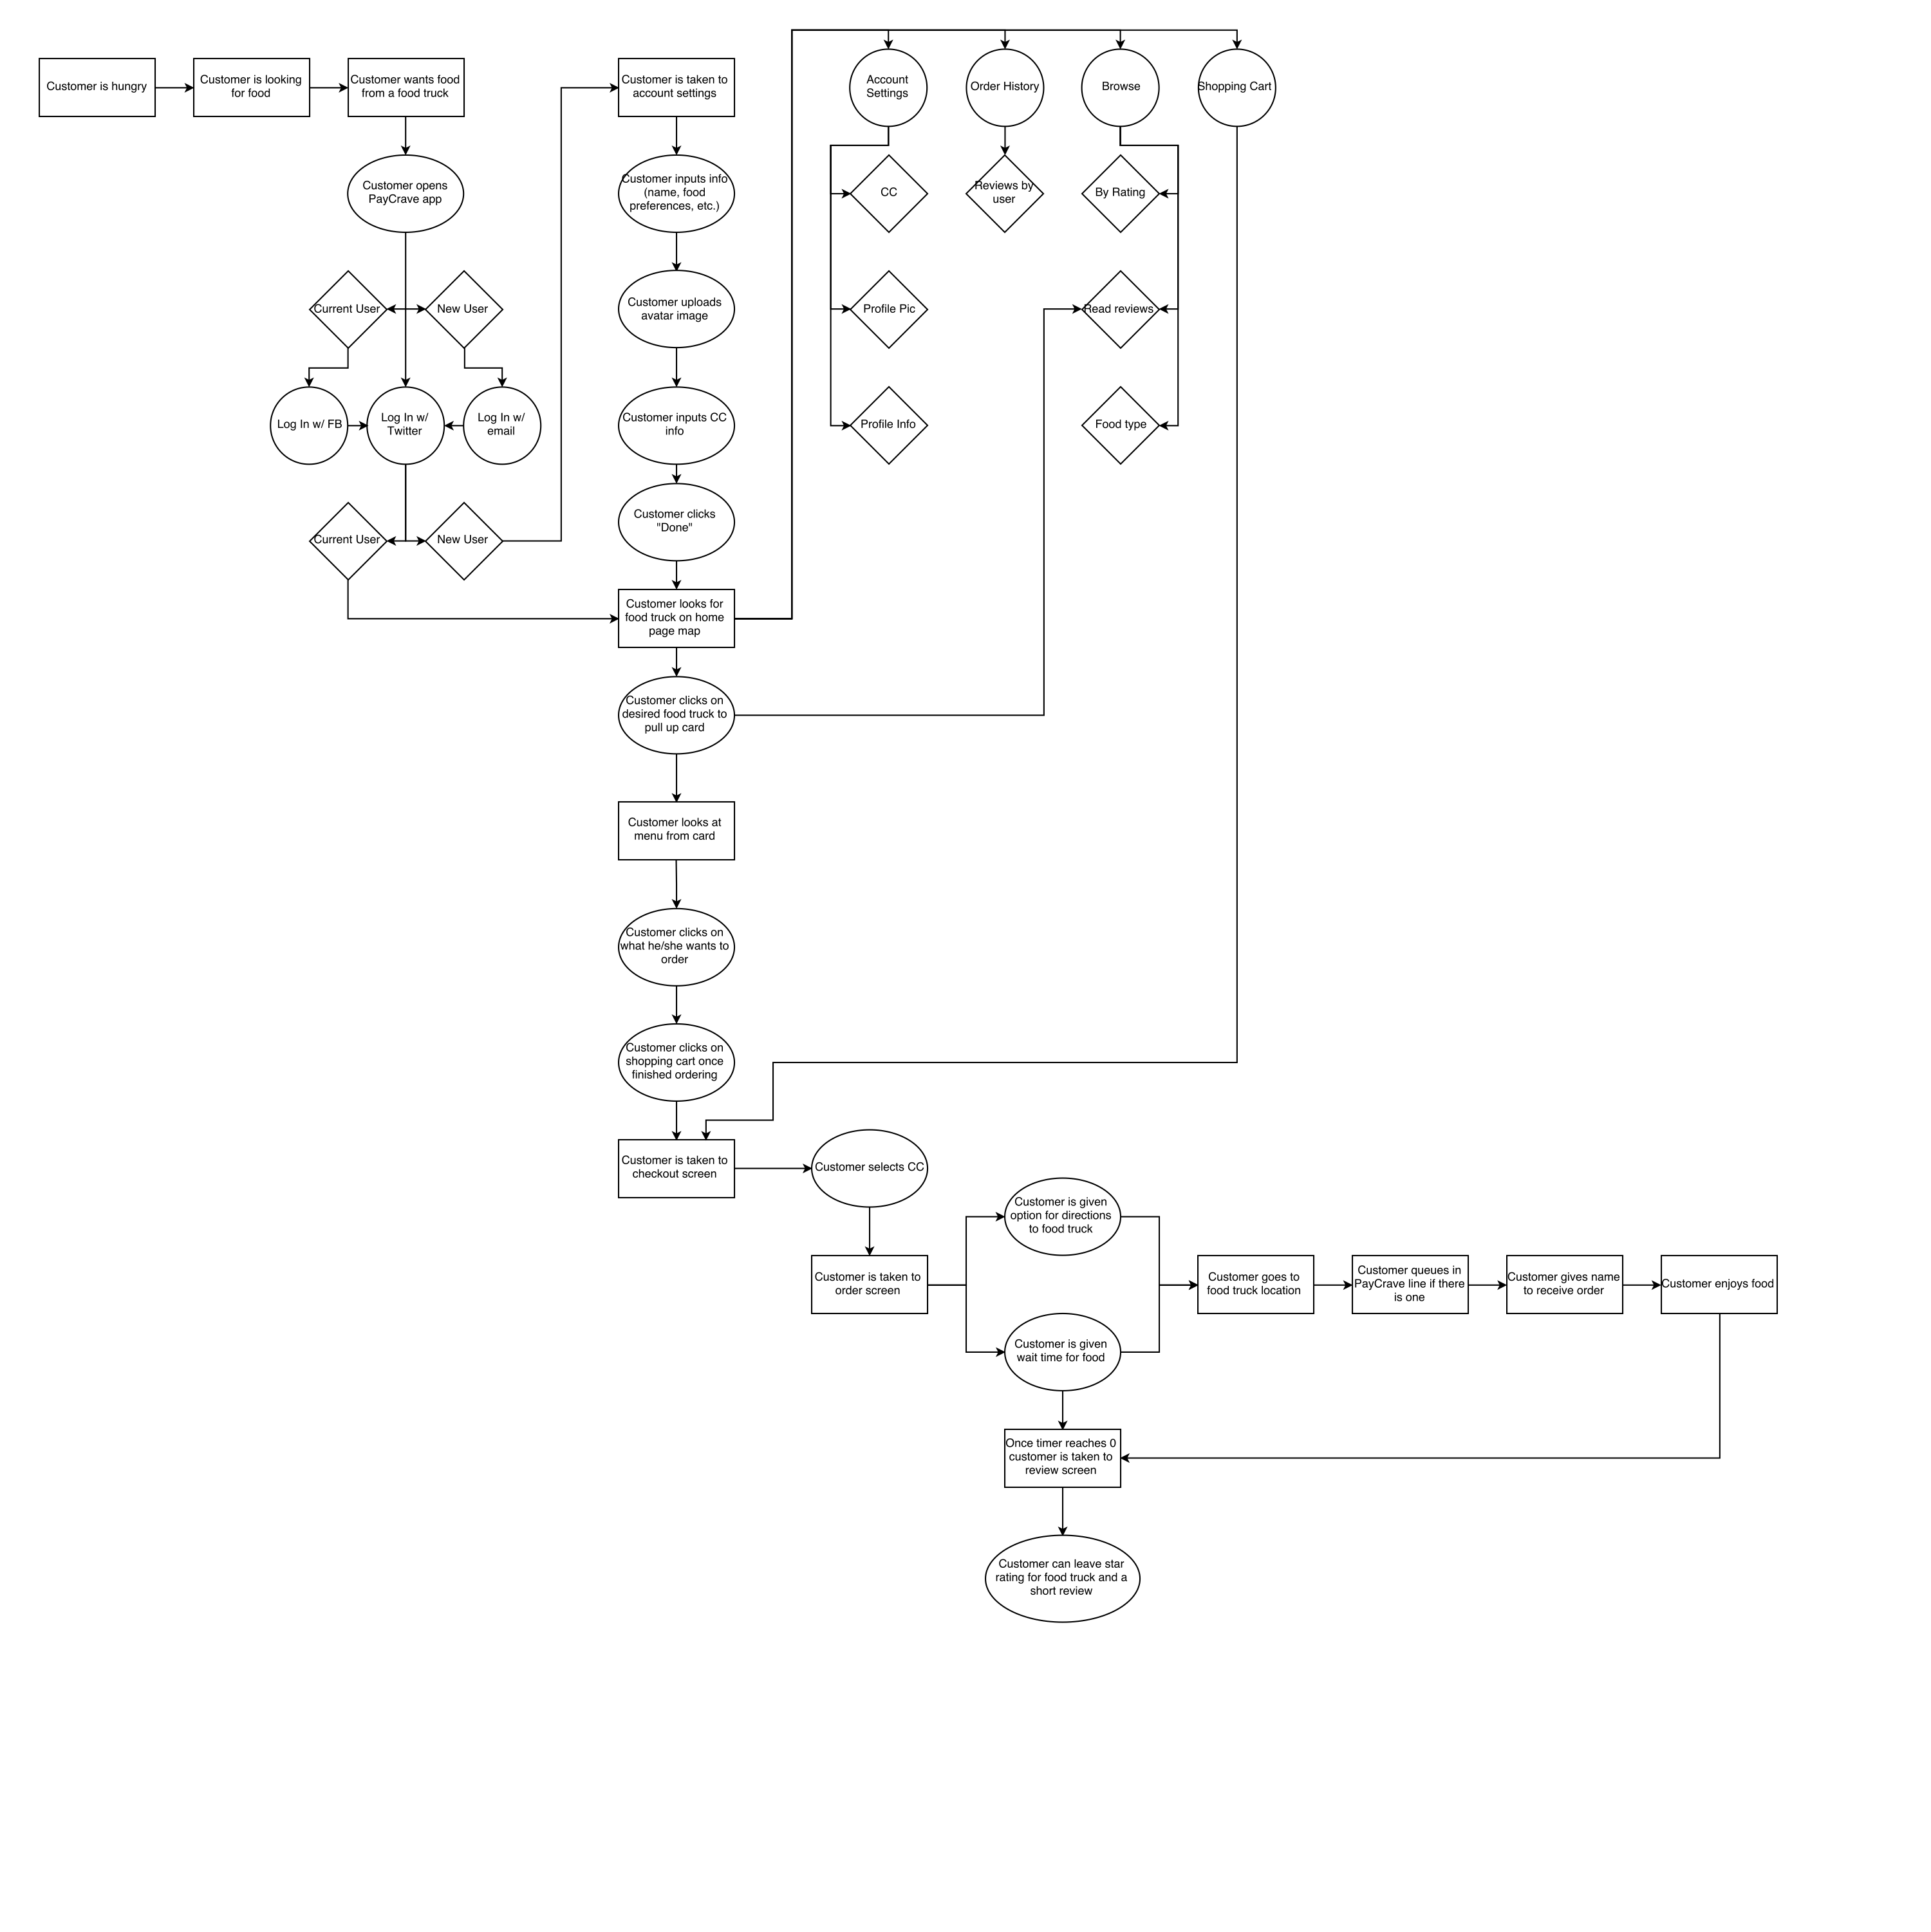 Customer is hungry
Customer is looking
for food
Customer wants food
from a food truck
Customer opens
PayCrave app
Current User
New User
Log In w/ FB
Log In w/
Twitter
Log In w/
email
Current User
New User
Customer is taken to
account settings
Customer inputs info
(name, food
preferences, etc.)
Customer uploads
avatar image
Customer inputs CC
info
Customer clicks
"Done"
Customer looks for
food truck on home
page map
Customer clicks on
desired food truck to
pull up card
Customer looks at
menu from card
Customer clicks on
what he/she wants to
order
Customer clicks on
shopping cart once
finished ordering
Customer is taken to
checkout screen
Account
Settings
Order History
Browse
Shopping Cart
CC
Reviews by
user
By Rating
Profile Pic
Read reviews
Profile Info
Food type
Customer selects CC
Customer is taken to
order screen
Customer is given
option for directions
to food truck
Customer is given
wait time for food
Customer goes to
food truck location
Customer queues in
PayCrave line if there
is one
Customer gives name
to receive order
Customer enjoys food
Once timer reaches 0
customer is taken to
review screen
Customer can leave star
rating for food truck and a
short review